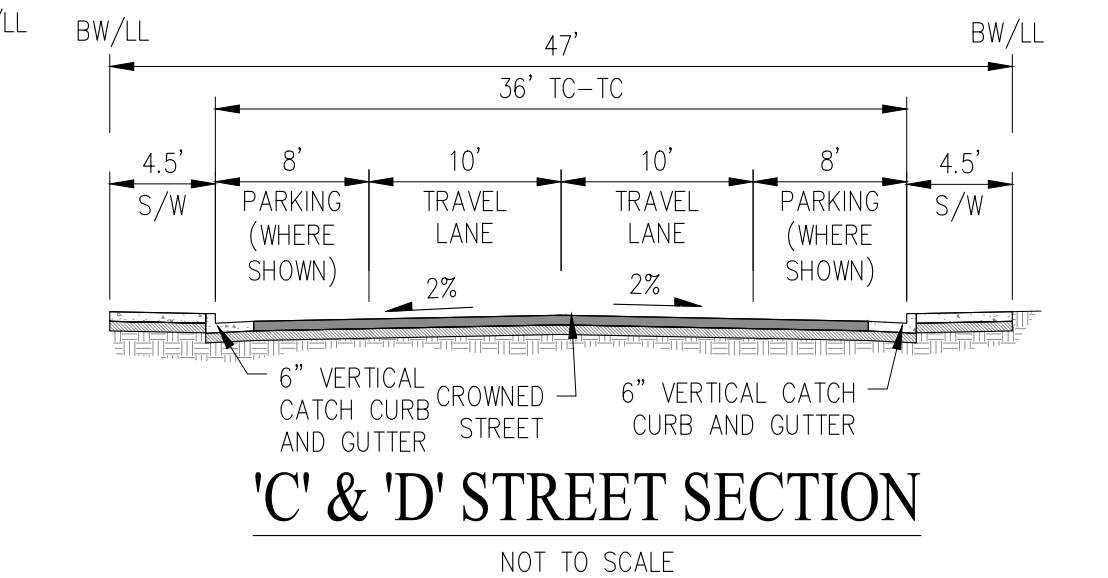 /LL
BW/LL
BW/LL
47'
36' TC-TC
4.5'
8'
10'
10'
8'
4.5'
S/W
PARKING
(WHERE
SHOWN)
TRAVEL
LANE
TRAVEL
LANE
PARKING
(WHERE
SHOWN)
S/W
2%
2%
6" VERTICAL
CATCH CURB
AND GUTTER
CROWNED
STREET
6" VERTICAL CATCH
CURB AND GUTTER
'C' & 'D' STREET SECTION
NOT TO SCALE